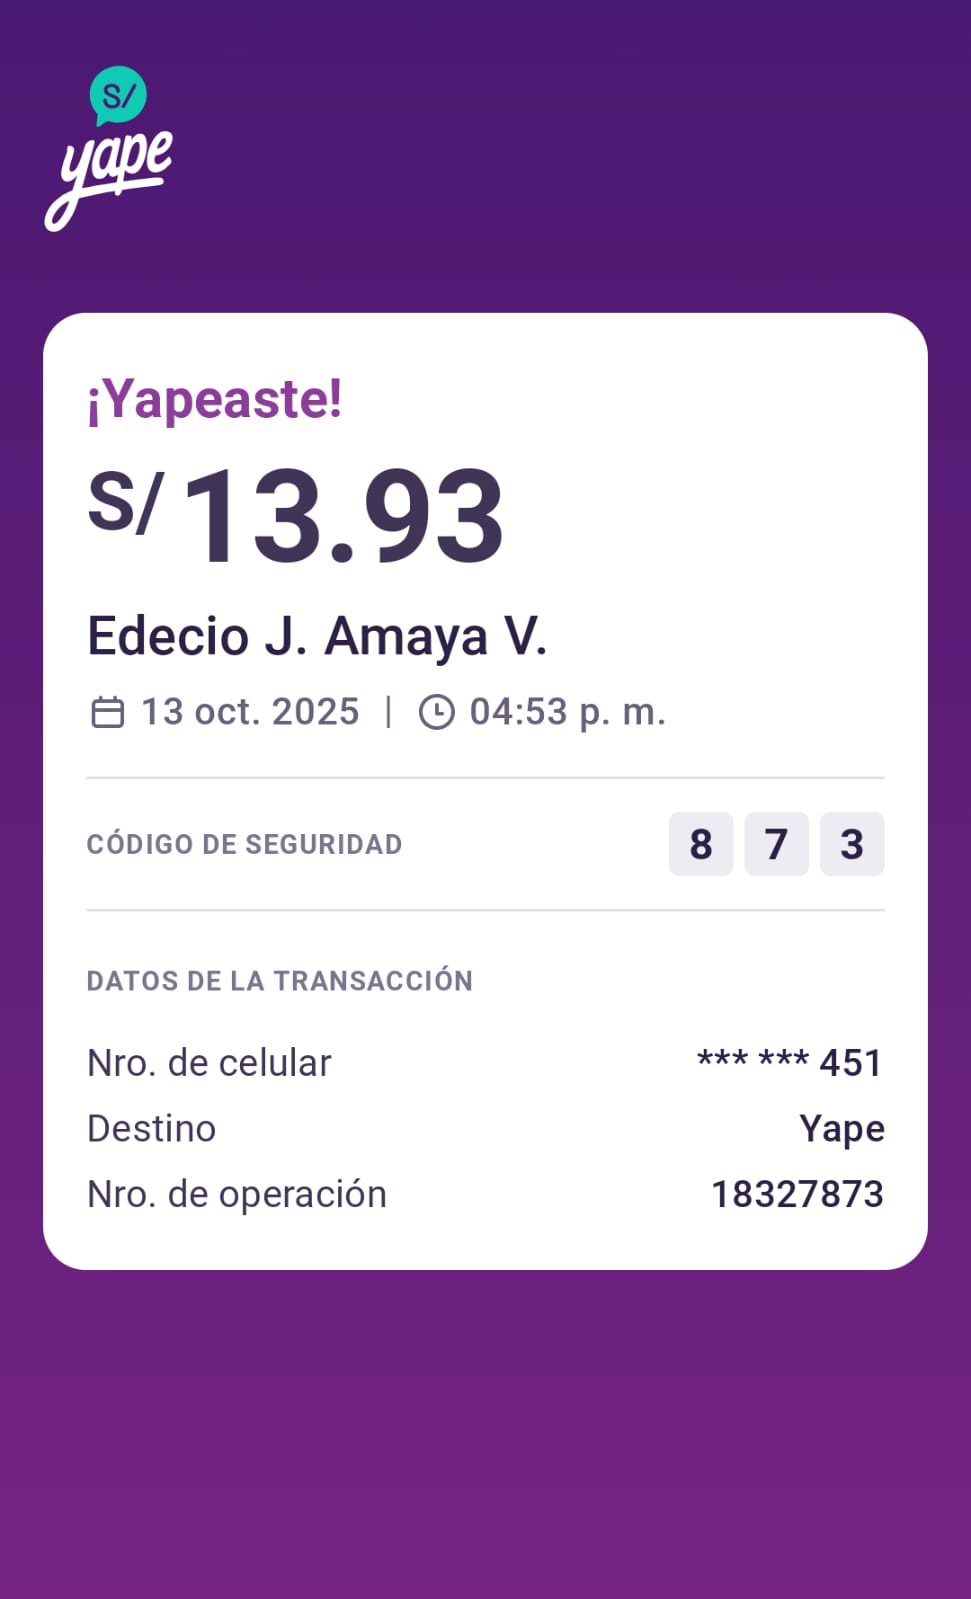 S/
yape
¡Yapeaste!
S/ 13.93
Edecio J. Amaya V.
13 oct. 2025 | 04:53 p. m.
CÓDIGO DE SEGURIDAD 8 7 3
DATOS DE LA TRANSACCIÓN
Nro. de celular *** *** 451
Destino Yape
Nro. de operación 18327873